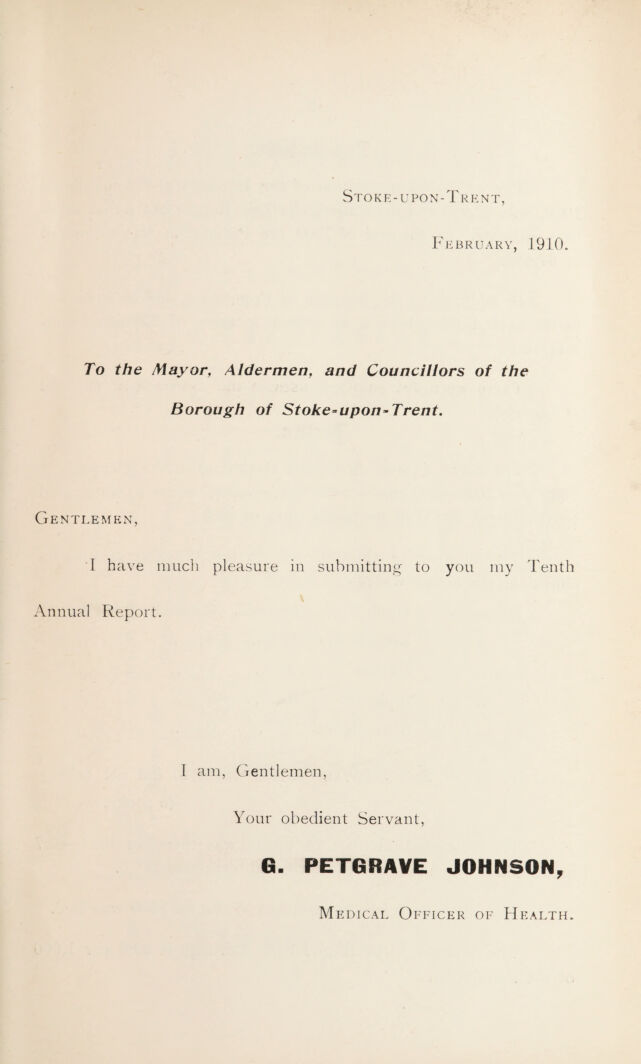 Stoke-upon-Trent,
February, 1910.
To the Mayor, Aldermen, and Councillors of the
Borough of Stoke-upon-Trent.
Gentlemen,
I have much pleasure in submitting to you my Tenth
Annual Report.
I am, Gentlemen,
Your obedient Servant,
G. PETGRAVE JOHNSON,
Medical Officer of Health.